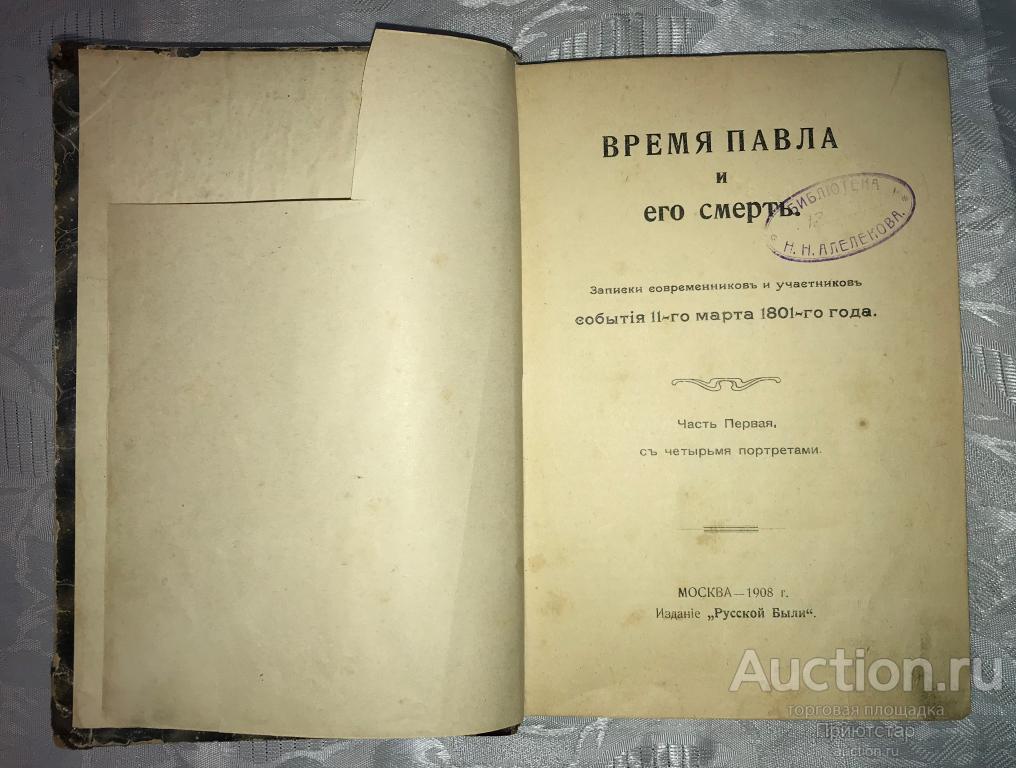 ВРЕМЯ ПАВЛА
и
его смерть.
БИБЛІОТЕКА
Н. Н. АЛЕЛЕКОВА.
Записки современниковъ и участниковъ
событія 11-го марта 1801-го года.
Часть Первая,
съ четырьмя портретами.
МОСКВА—1908 г.
Изданіе „Русской Были“.
Auction.ru
торговая площадка
Приютстар
auction.ru